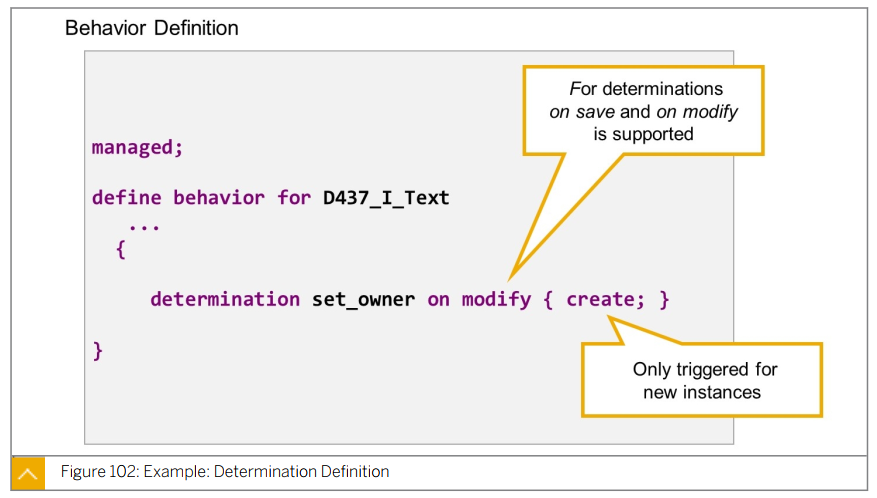 Behavior Definition
For determinations
on save and on modify
is supported
managed;
define behavior for D437_I_Text
...
{
determination set_owner on modify { create; }
}
Only triggered for
new instances
Figure 102: Example: Determination Definition